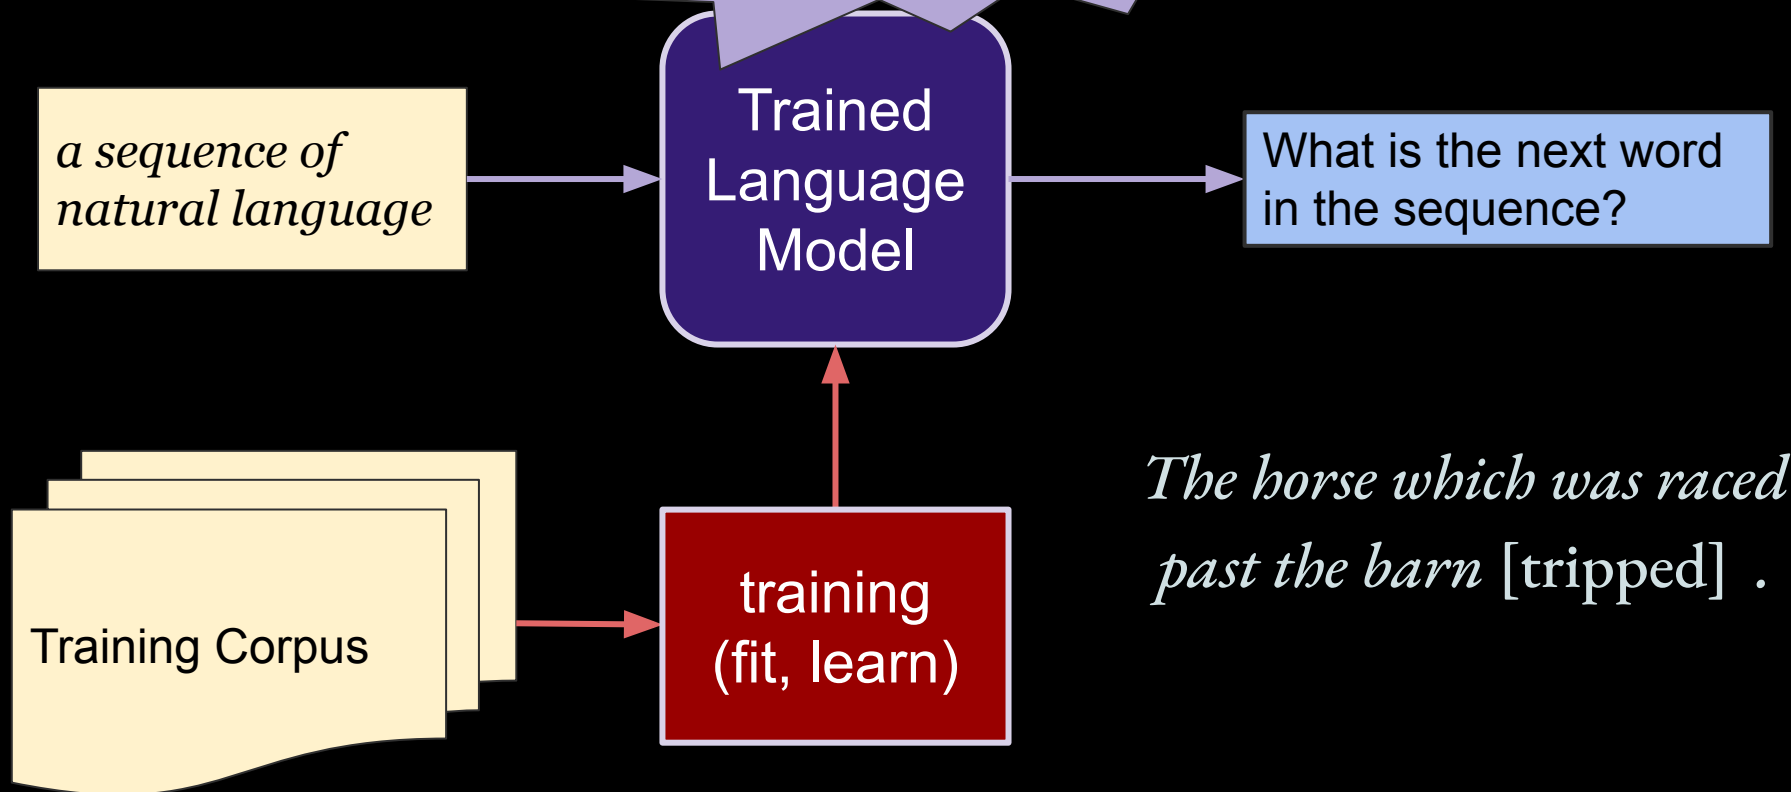 a sequence of
natural language
Trained
Language
Model
What is the next word
in the sequence?
Training Corpus
training
(fit, learn)
The horse which was raced
past the barn [tripped] .